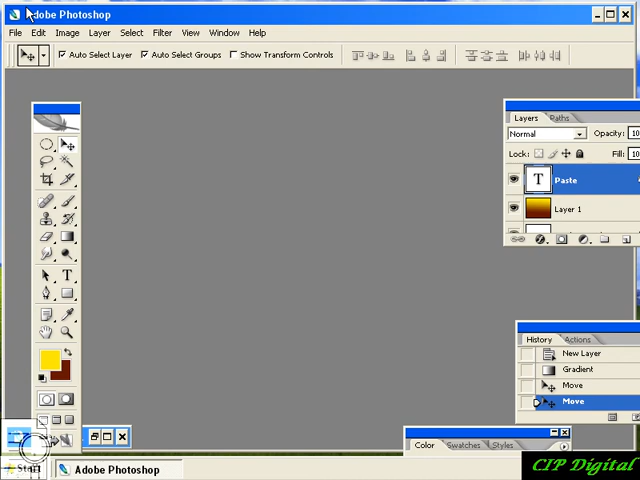 Adobe Photoshop
File Edit Image Layer Select Filter View Window Help
Auto Select Layer Auto Select Groups Show Transform Controls
Layers Paths
Normal Opacity: 10
Lock: Fill: 10
T Paste
Layer 1
History Actions
New Layer
Gradient
Move
Move
Color Swatches Styles
Start Adobe Photoshop
CIP Digital